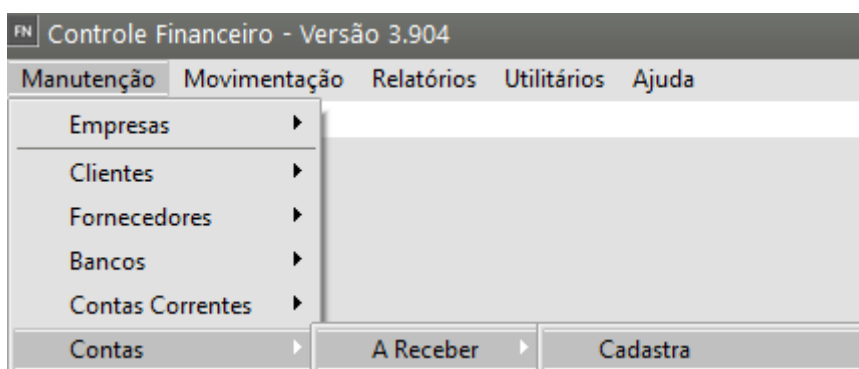 FN Controle Financeiro - Versão 3.904
Manutenção Movimentação Relatórios Utilitários Ajuda
Empresas
Clientes
Fornecedores
Bancos
Contas Correntes
Contas A Receber Cadastra